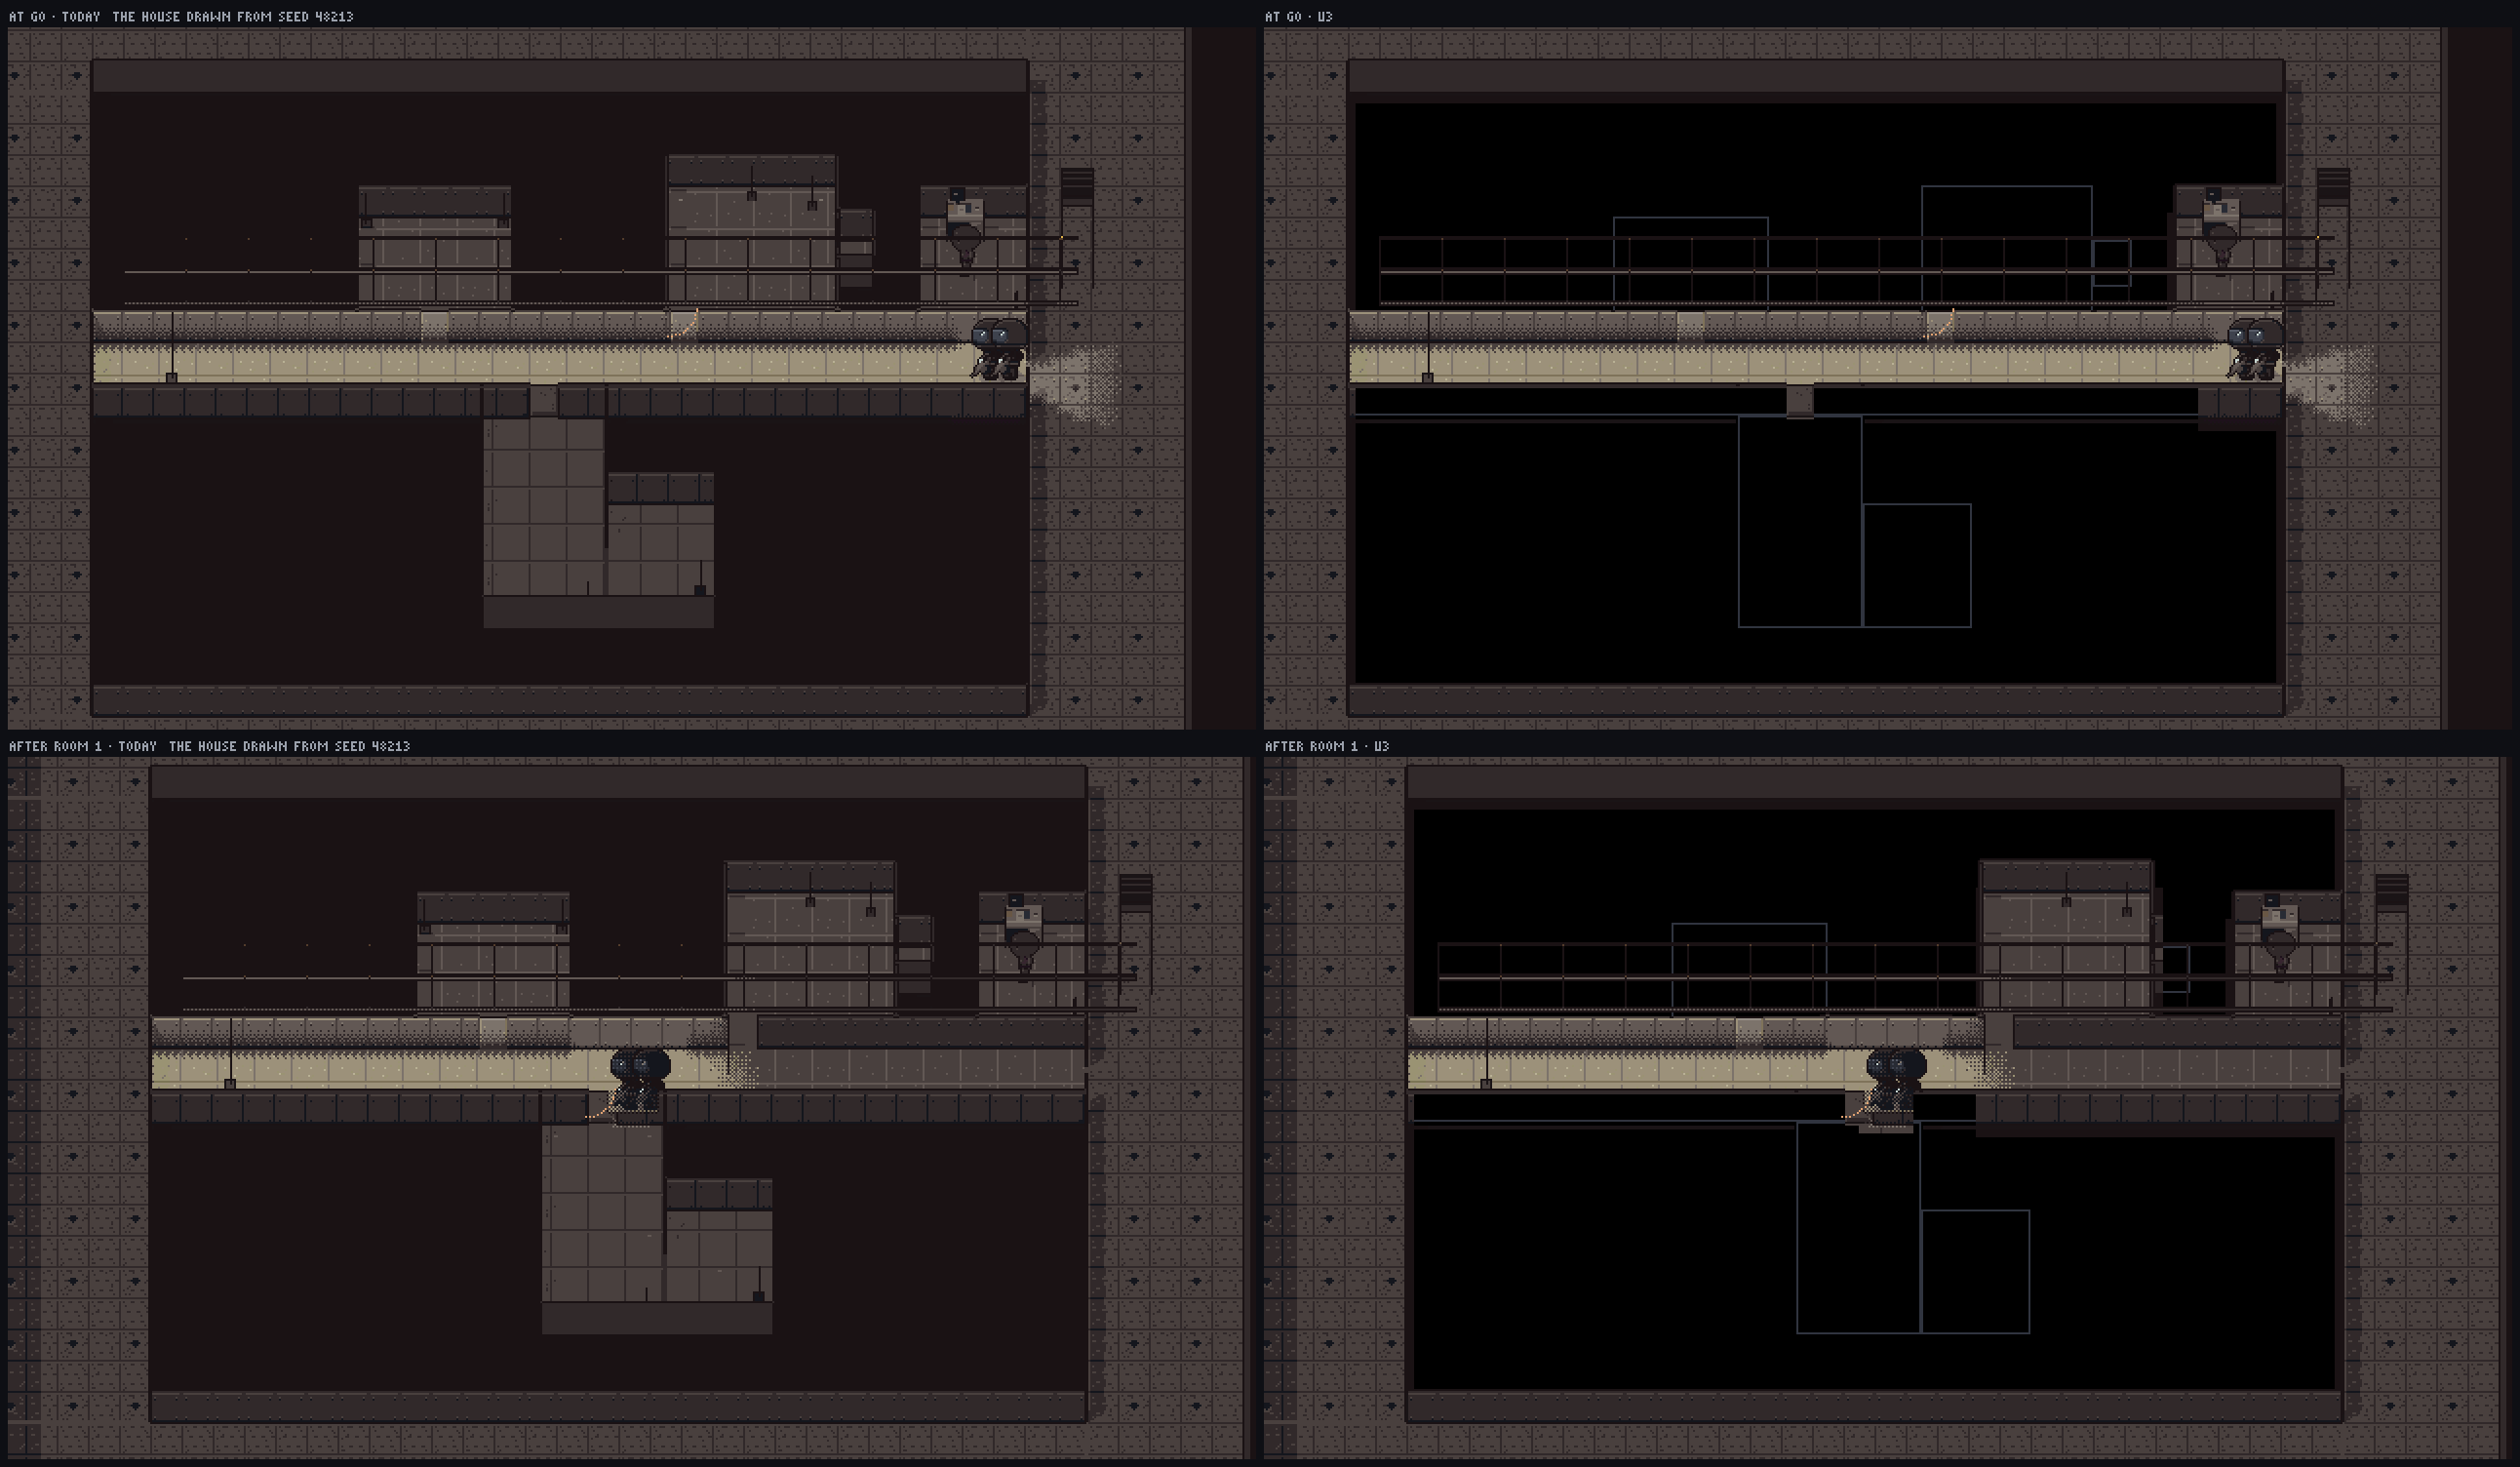 AT GO · TODAY  THE HOUSE DRAWN FROM SEED 48213
AT GO · U3
AFTER ROOM 1 · TODAY  THE HOUSE DRAWN FROM SEED 48213
AFTER ROOM 1 · U3